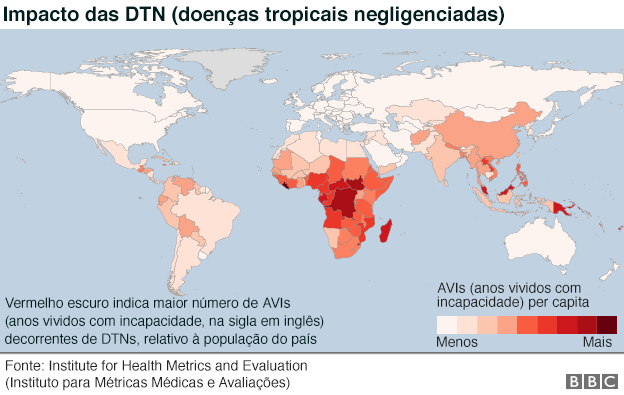 Impacto das DTN (doenças tropicais negligenciadas)
Vermelho escuro indica maior número de AVIs
(anos vividos com incapacidade, na sigla em inglês)
decorrentes de DTNs, relativo à população do país
AVIs (anos vividos com
incapacidade) per capita
Menos Mais
Fonte: Institute for Health Metrics and Evaluation
(Instituto para Métricas Médicas e Avaliações)
BBC